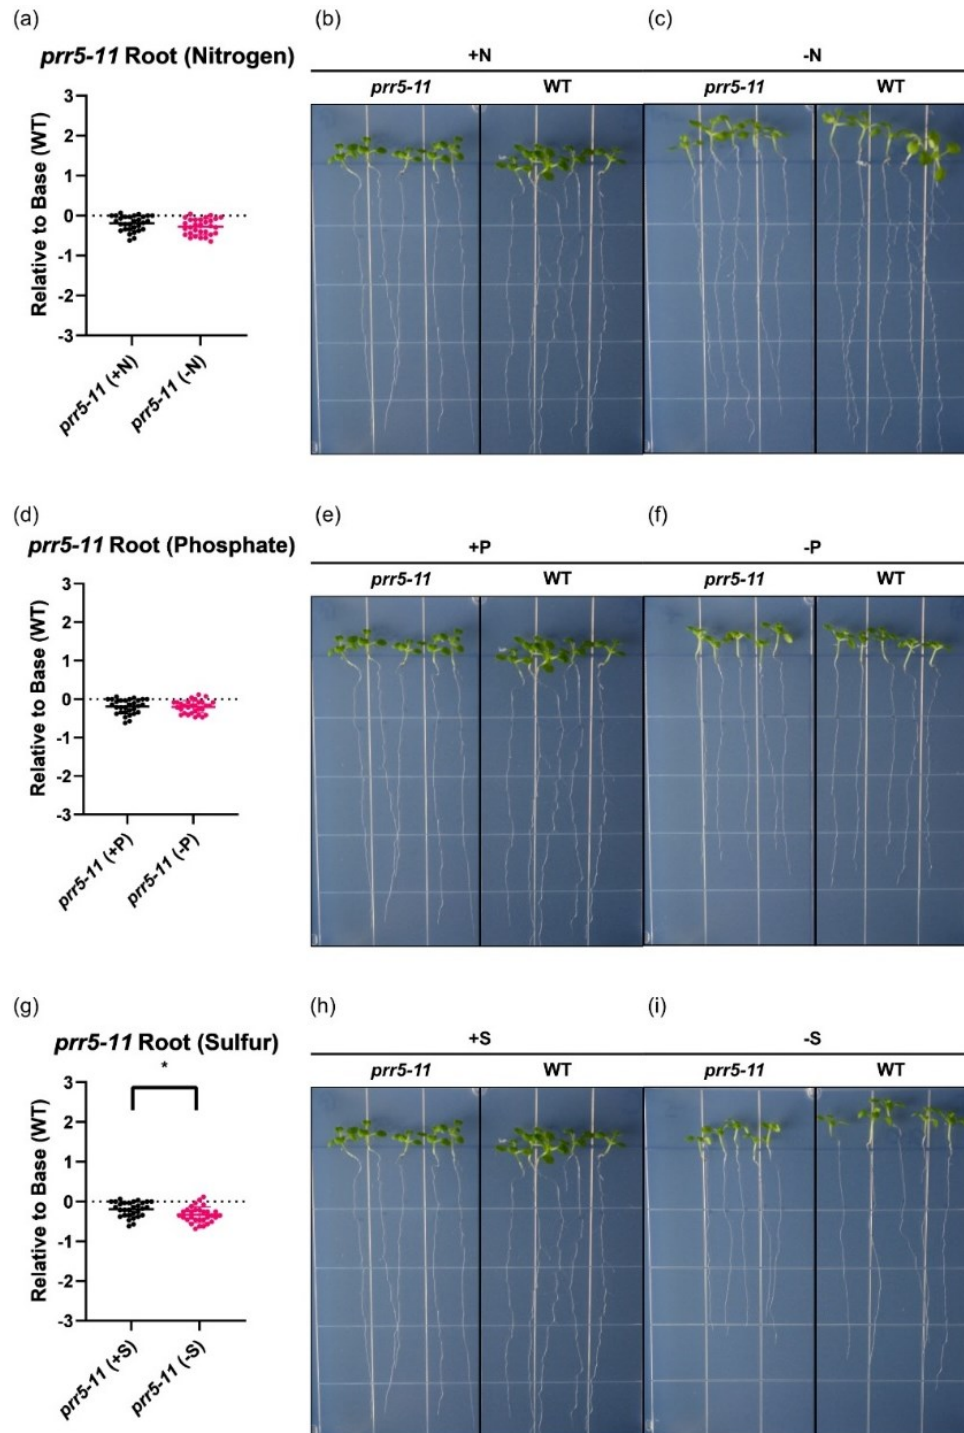 (a)
prr5-11 Root (Nitrogen)
Relative to Base (WT)
3
2
1
0
-1
-2
-3
prr5-11 (+N)
prr5-11 (-N)
(b)
+N
prr5-11
WT
(c)
-N
prr5-11
WT
(d)
prr5-11 Root (Phosphate)
Relative to Base (WT)
3
2
1
0
-1
-2
-3
prr5-11 (+P)
prr5-11 (-P)
(e)
+P
prr5-11
WT
(f)
-P
prr5-11
WT
(g)
prr5-11 Root (Sulfur)
*
Relative to Base (WT)
3
2
1
0
-1
-2
-3
prr5-11 (+S)
prr5-11 (-S)
(h)
+S
prr5-11
WT
(i)
-S
prr5-11
WT